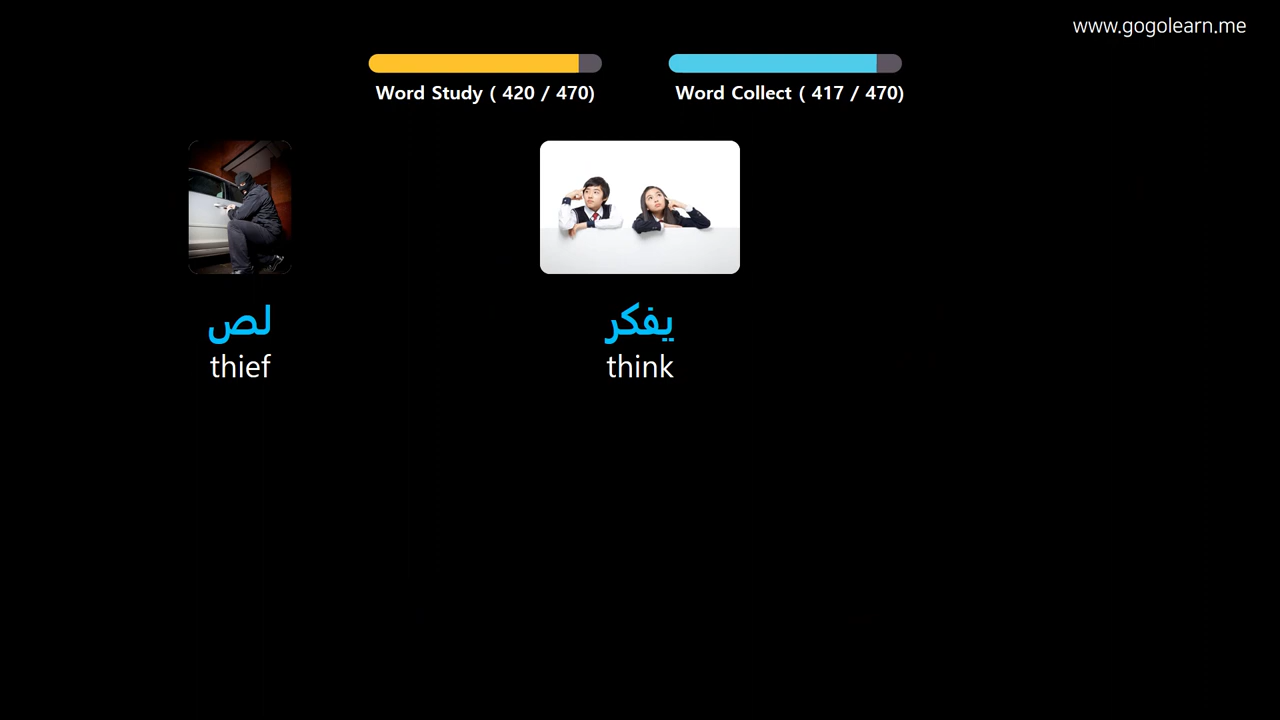 www.gogolearn.me
Word Study ( 420 / 470)
Word Collect ( 417 / 470)
لص
thief
يفكر
think